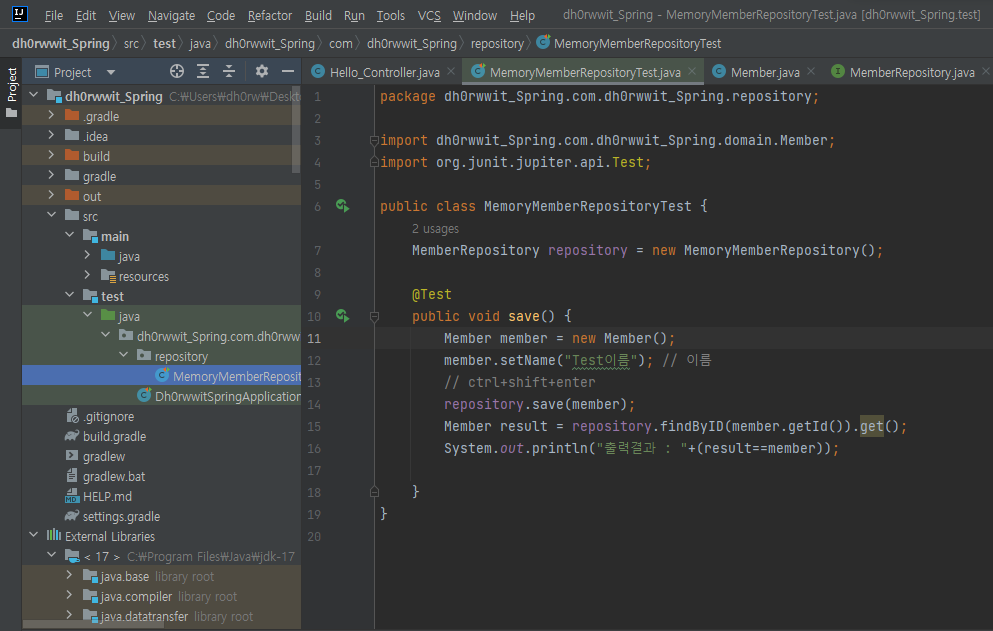 File Edit View Navigate Code Refactor Build Run Tools VCS Window Help dh0rwwit_Spring - MemoryMemberRepositoryTest.java [dh0rwwit_Spring.test]
dh0rwwit_Spring src test java dh0rwwit_Spring com dh0rwwit_Spring repository MemoryMemberRepositoryTest
Project
Project
Hello_Controller.java MemoryMemberRepositoryTest.java Member.java MemberRepository.java
dh0rwwit_Spring C:₩Users₩dh0rw₩Deskt
.gradle
.idea
build
gradle
out
src
main
java
resources
test
java
dh0rwwit_Spring.com.dh0rww
repository
MemoryMemberReposit
Dh0rwwitSpringApplication
.gitignore
build.gradle
gradlew
gradlew.bat
HELP.md
settings.gradle
External Libraries
< 17 > C:₩Program Files₩Java₩jdk-17
java.base library root
java.compiler library root
java.datatransfer library root
1 package dh0rwwit_Spring.com.dh0rwwit_Spring.repository;
2
3 import dh0rwwit_Spring.com.dh0rwwit_Spring.domain.Member;
4 import org.junit.jupiter.api.Test;
5
6 public class MemoryMemberRepositoryTest {
2 usages
7 MemberRepository repository = new MemoryMemberRepository();
8
9 @Test
10 public void save() {
11 Member member = new Member();
12 member.setName("Test이름"); // 이름
13 // ctrl+shift+enter
14 repository.save(member);
15 Member result = repository.findByID(member.getId()).get();
16 System.out.println("출력결과 : "+(result==member));
17
18 }
19 }
20